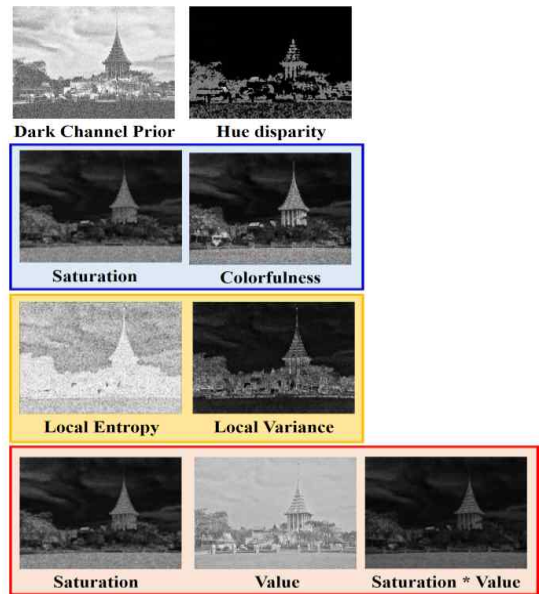 Dark Channel Prior Hue disparity
Saturation Colorfulness
Local Entropy Local Variance
Saturation Value Saturation * Value